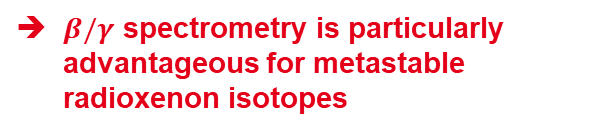 ➔ β/γ spectrometry is particularly
advantageous for metastable
radioxenon isotopes